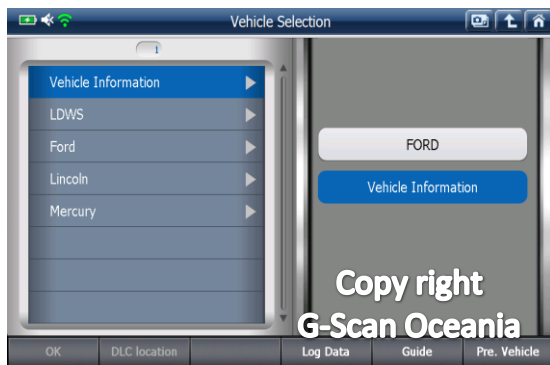 Vehicle Selection
1
Vehicle Information
LDWS
Ford
Lincoln
Mercury
FORD
Vehicle Information
Copy right
G-Scan Oceania
OK DLC location Log Data Guide Pre. Vehicle